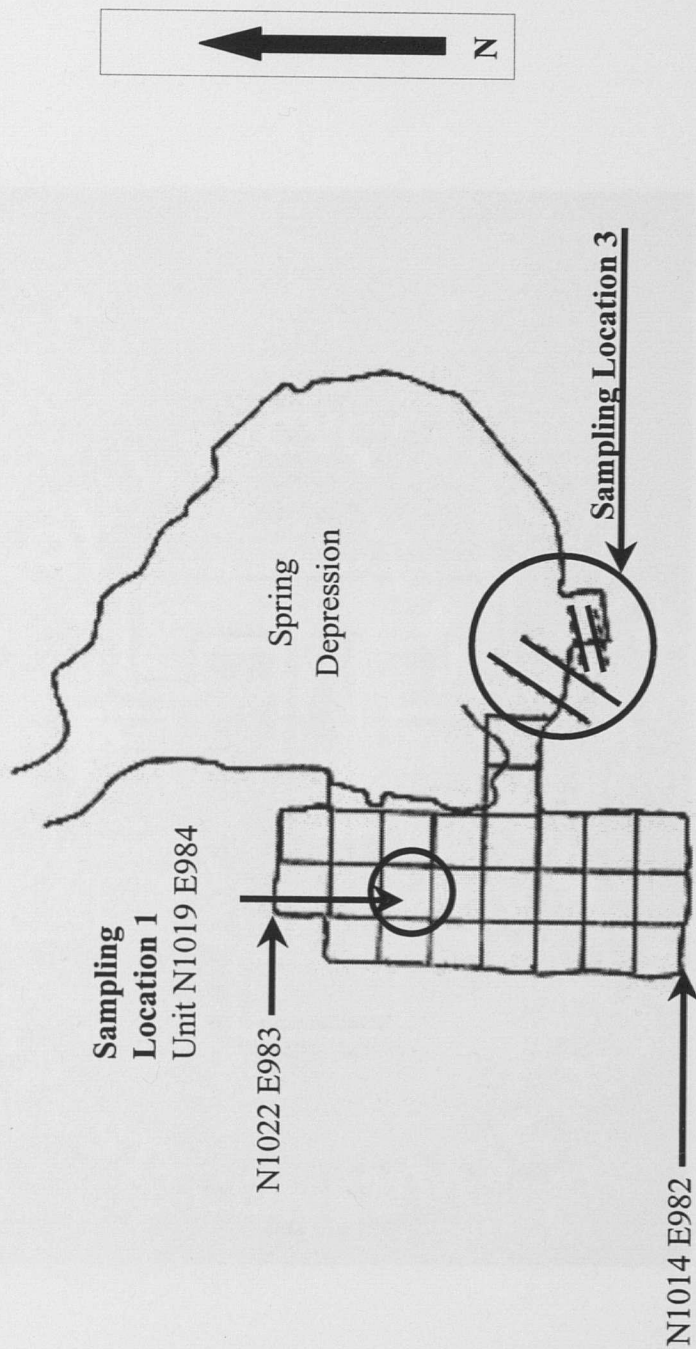 N
Sampling
Location 1
Unit N1019 E984
N1022 E983
Spring
Depression
Sampling Location 3
N1014 E982